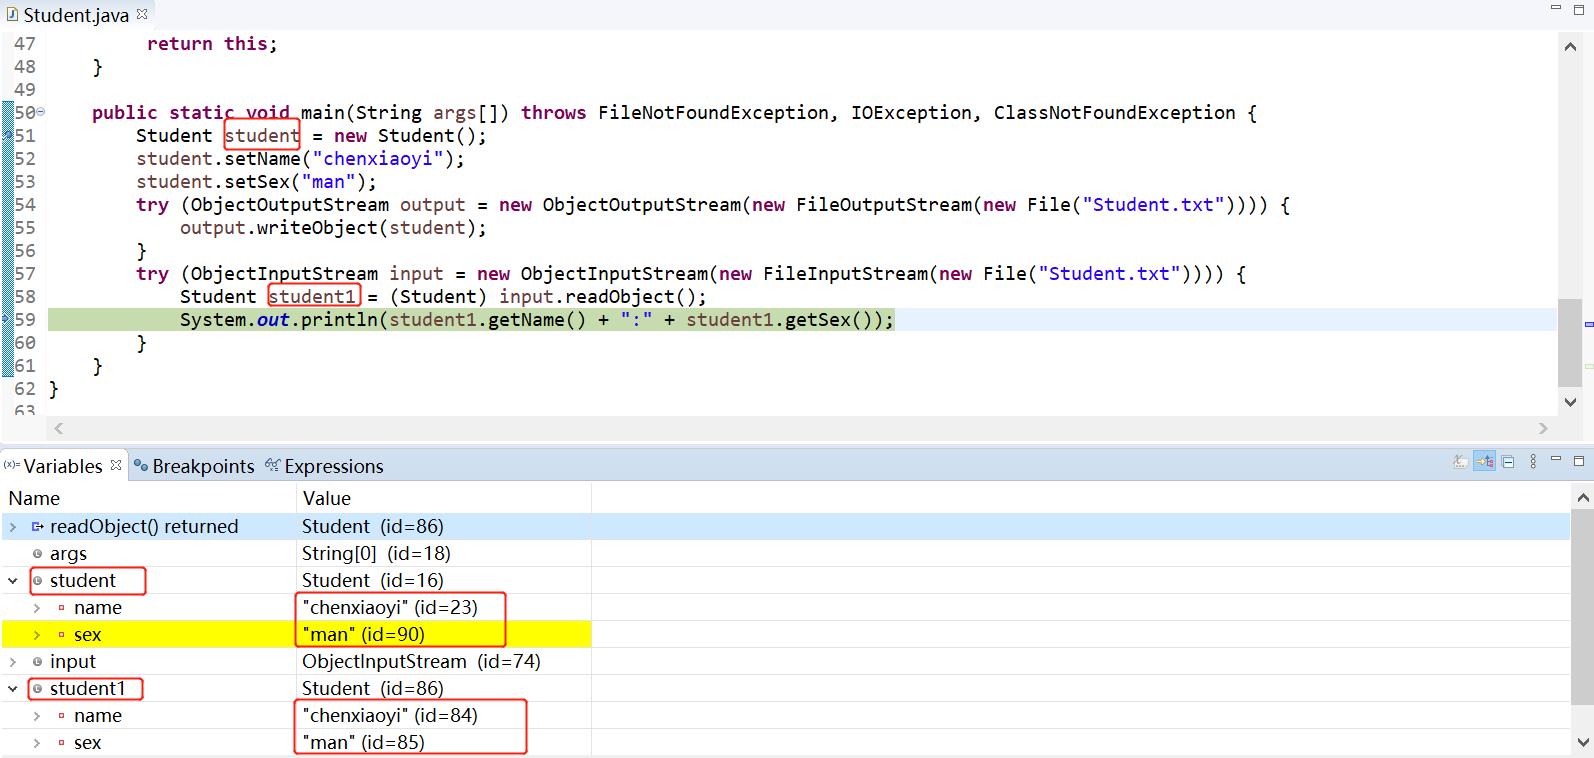 Student.java
47 return this;
48 }
49
50 public static void main(String args[]) throws FileNotFoundException, IOException, ClassNotFoundException {
51 Student student = new Student();
52 student.setName("chenxiaoyi");
53 student.setSex("man");
54 try (ObjectOutputStream output = new ObjectOutputStream(new FileOutputStream(new File("Student.txt")))) {
55 output.writeObject(student);
56 }
57 try (ObjectInputStream input = new ObjectInputStream(new FileInputStream(new File("Student.txt")))) {
58 Student student1 = (Student) input.readObject();
59 System.out.println(student1.getName() + ":" + student1.getSex());
60 }
61 }
62 }
63
(x)= Variables Breakpoints Expressions
Name Value
readObject() returned Student (id=86)
args String[0] (id=18)
student Student (id=16)
name "chenxiaoyi" (id=23)
sex "man" (id=90)
input ObjectInputStream (id=74)
student1 Student (id=86)
name "chenxiaoyi" (id=84)
sex "man" (id=85)